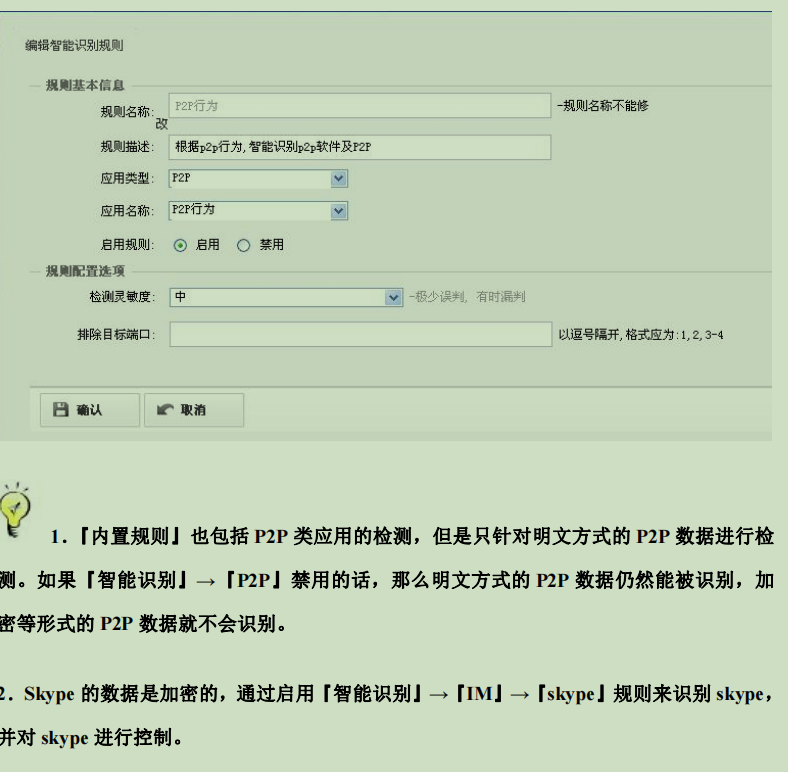 编辑智能识别规则
规则基本信息
规则名称: P2P行为 -规则名称不能修
改
规则描述: 根据p2p行为,智能识别p2p软件及P2P
应用类型: P2P
应用名称: P2P行为
启用规则: 启用 禁用
规则配置选项
检测灵敏度: 中 -极少误判, 有时漏判
排除目标端口: 以逗号隔开,格式应为:1,2,3-4
确认 取消
1.『内置规则』也包括 P2P 类应用的检测，但是只针对明文方式的 P2P 数据进行检
测。如果『智能识别』→『P2P』禁用的话，那么明文方式的 P2P 数据仍然能被识别，加
密等形式的 P2P 数据就不会识别。
2．Skype 的数据是加密的，通过启用『智能识别』→『IM』→『skype』规则来识别 skype，
并对 skype 进行控制。